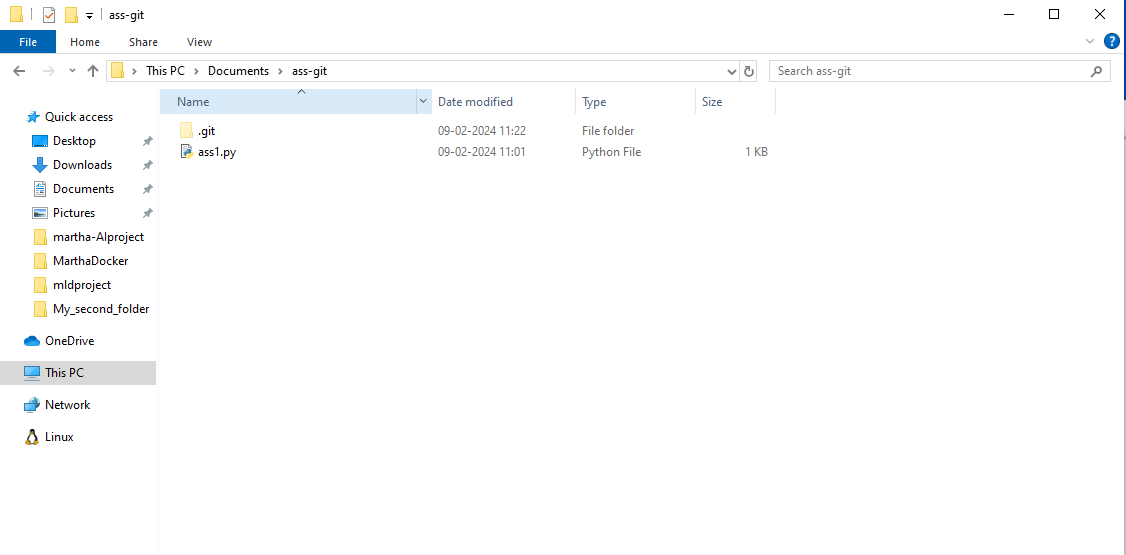 ass-git
File Home Share View
This PC Documents ass-git
Search ass-git
Name Date modified Type Size
.git 09-02-2024 11:22 File folder
ass1.py 09-02-2024 11:01 Python File 1 KB
Quick access
Desktop
Downloads
Documents
Pictures
martha-AIproject
MarthaDocker
mldproject
My_second_folder
OneDrive
This PC
Network
Linux